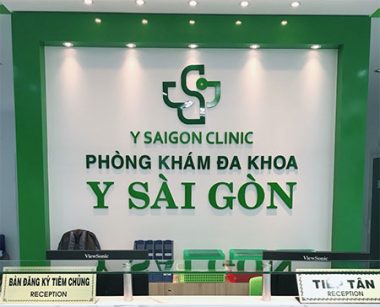 Y SAIGON CLINIC
PHÒNG KHÁM ĐA KHOA
Y SÀI GÒN
ViewSonic
ViewSonic
BÀN ĐĂNG KÝ TIÊM CHỦNG
RECEPTION
TIẾP TÂN
RECEPTION